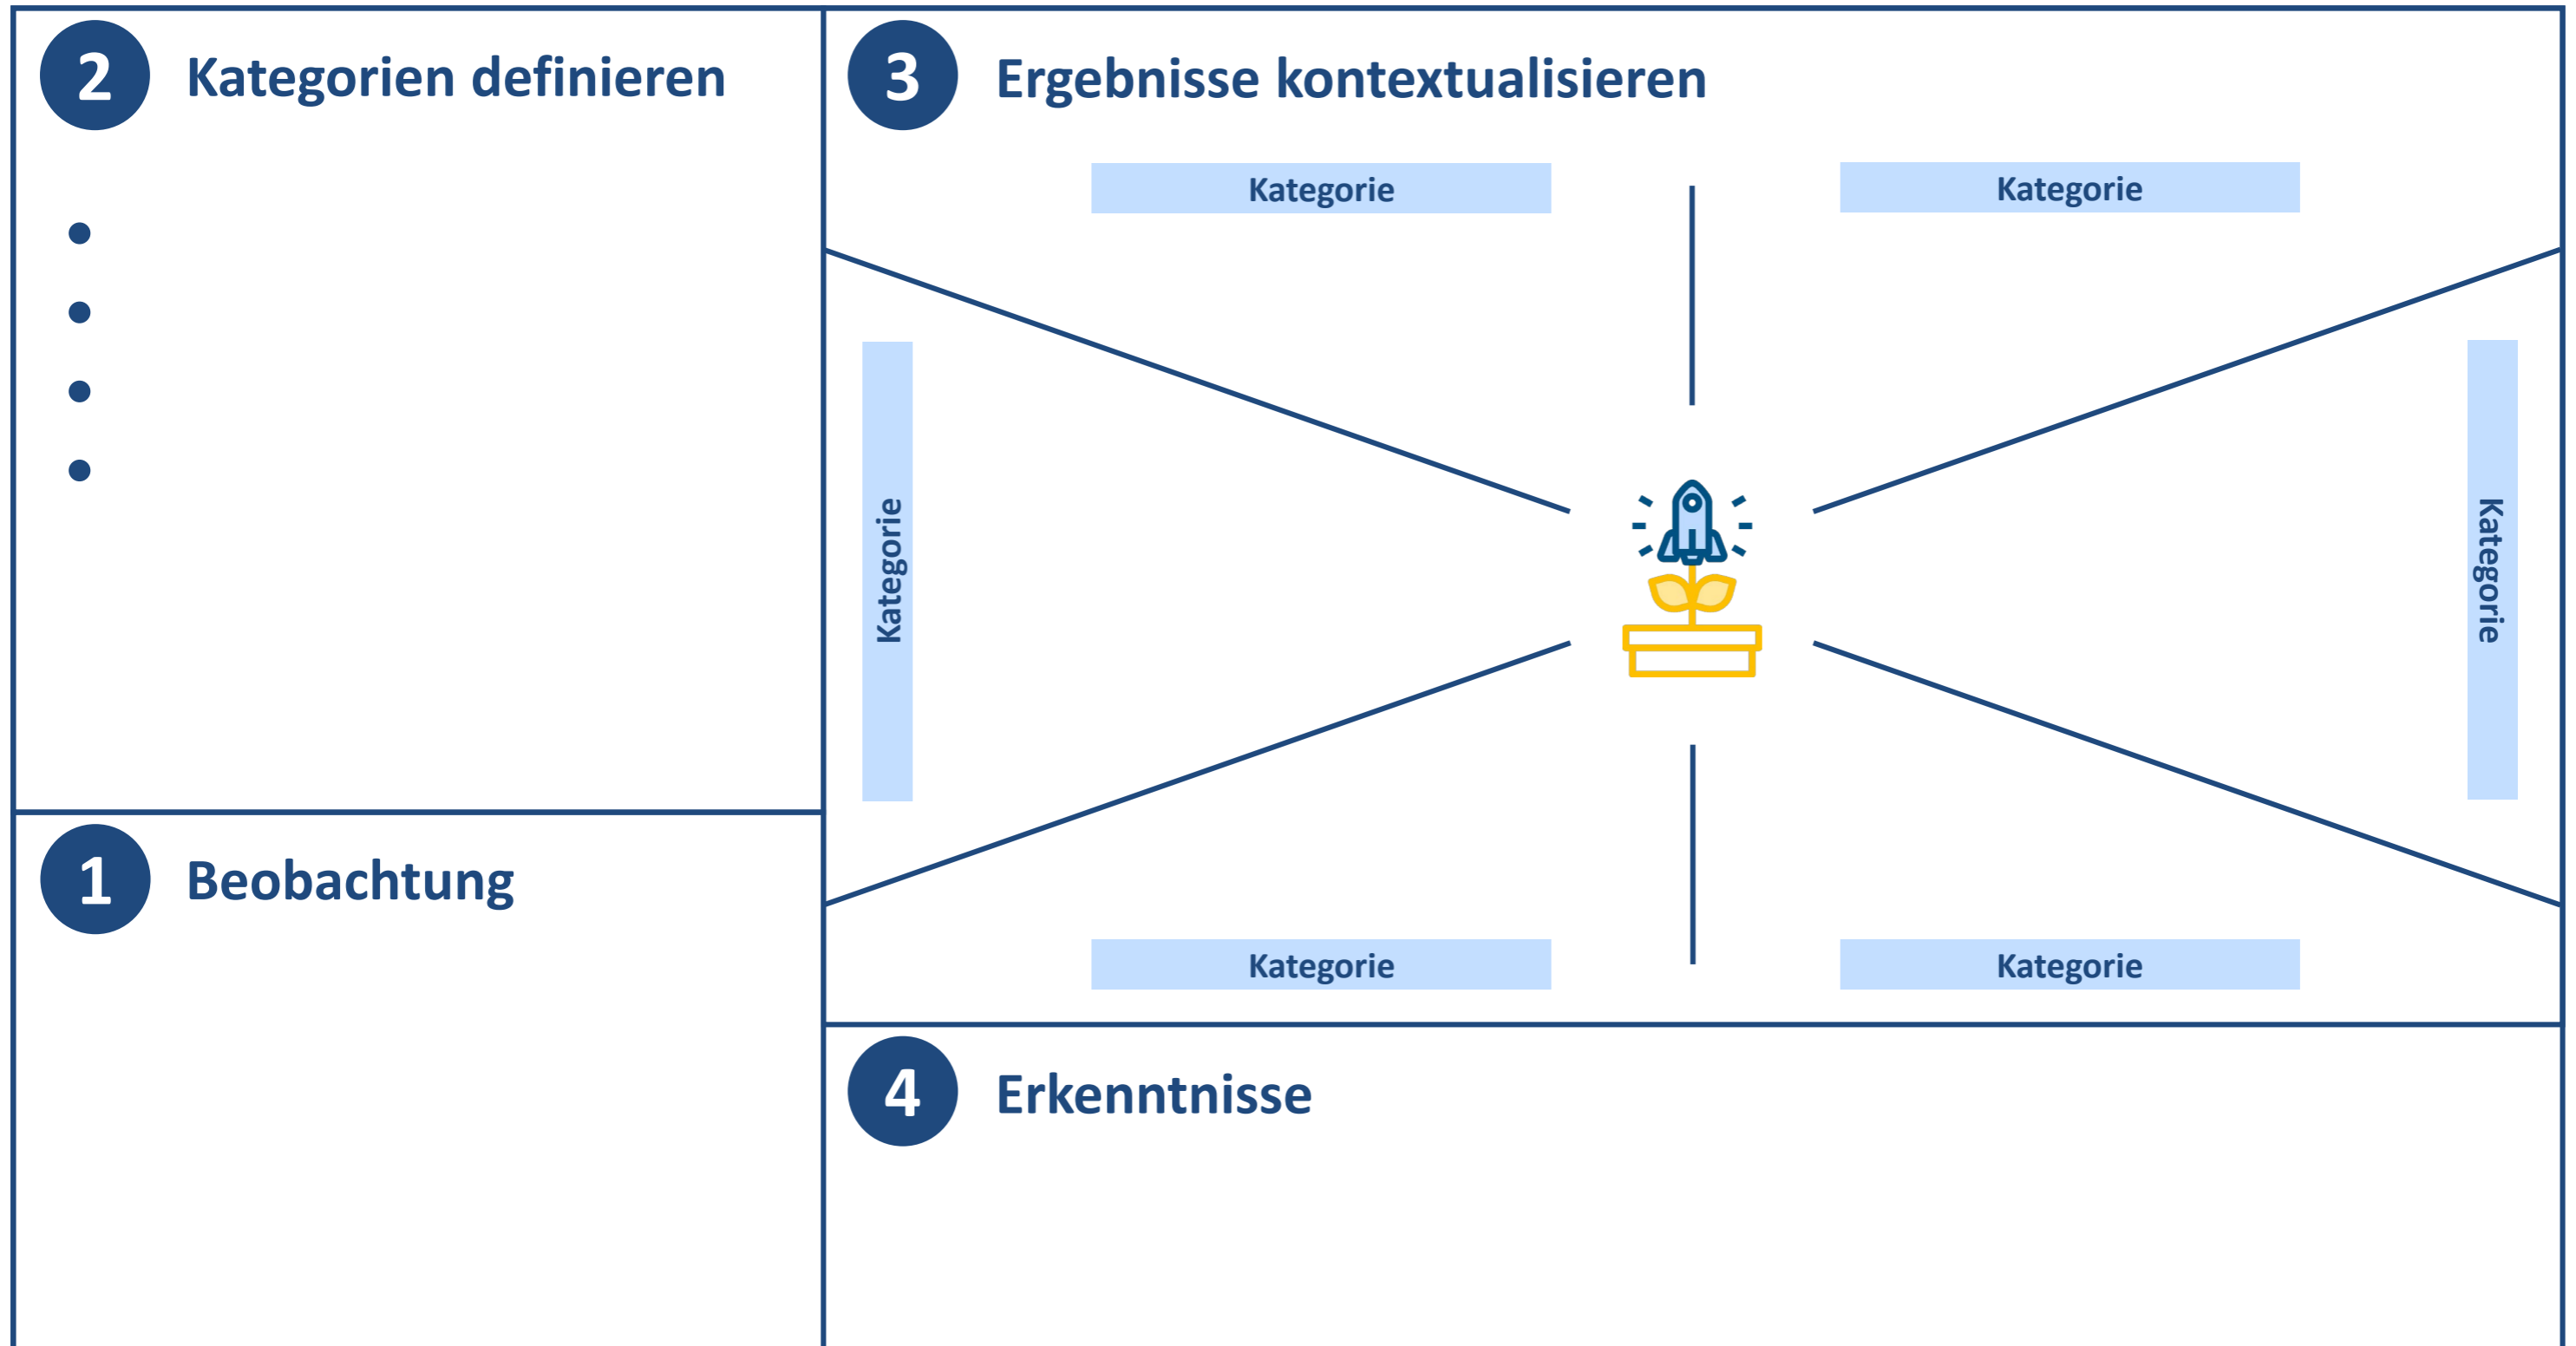 2 Kategorien definieren
•
•
•
•
1 Beobachtung
3 Ergebnisse kontextualisieren
Kategorie
Kategorie
Kategorie
Kategorie
Kategorie
Kategorie
4 Erkenntnisse